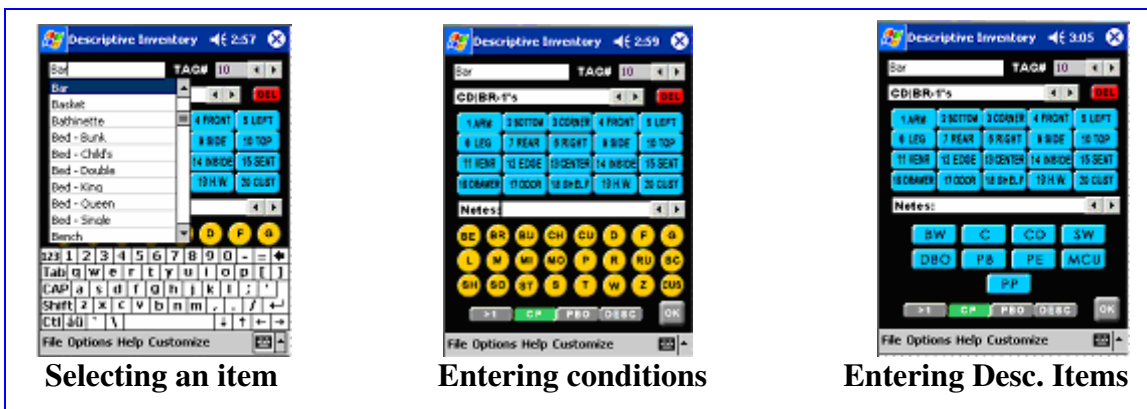 Descriptive Inventory 2:57
Bar TAG# 10
Bar
DEL
Basket
Bathinette
4 FRONT 5 LEFT
Bed - Bunk
9 SIDE 10 TOP
Bed - Child's
14 INSIDE 15 SEAT
Bed - Double
Bed - King
19 H.W. 20 CUST
Bed - Queen
Bed - Single
Bench
D F G
123 1 2 3 4 5 6 7 8 9 0 - =
Tab q w e r t y u i o p [ ]
CAP a s d f g h j k l ; '
Shift z x c v b n m , . /
Ctl áü ` \
File Options Help Customize
Selecting an item
Descriptive Inventory 2:59
Bar TAG# 10
CD|BR-1's
DEL
1 ARM 2 BOTTOM 3 CORNER 4 FRONT 5 LEFT
6 LEG 7 REAR 8 RIGHT 9 SIDE 10 TOP
11 VENR 12 EDGE 13 CENTER 14 INSIDE 15 SEAT
16 DRAWER 17 DOOR 18 SHELF 19 H.W. 20 CUST
Notes:
BE BR BU CH CU D F G
L M MI MO P R RU SC
SH SO ST S T W Z CUS
>1 CP PBO DESC OK
File Options Help Customize
Entering conditions
Descriptive Inventory 3:05
Bar TAG# 10
CD|BR-1's
DEL
1 ARM 2 BOTTOM 3 CORNER 4 FRONT 5 LEFT
6 LEG 7 REAR 8 RIGHT 9 SIDE 10 TOP
11 VENR 12 EDGE 13 CENTER 14 INSIDE 15 SEAT
16 DRAWER 17 DOOR 18 SHELF 19 H.W. 20 CUST
Notes:
BW C CD SW
DBO PB PE MCU
PP
>1 CP PBO DESC OK
File Options Help Customize
Entering Desc. Items